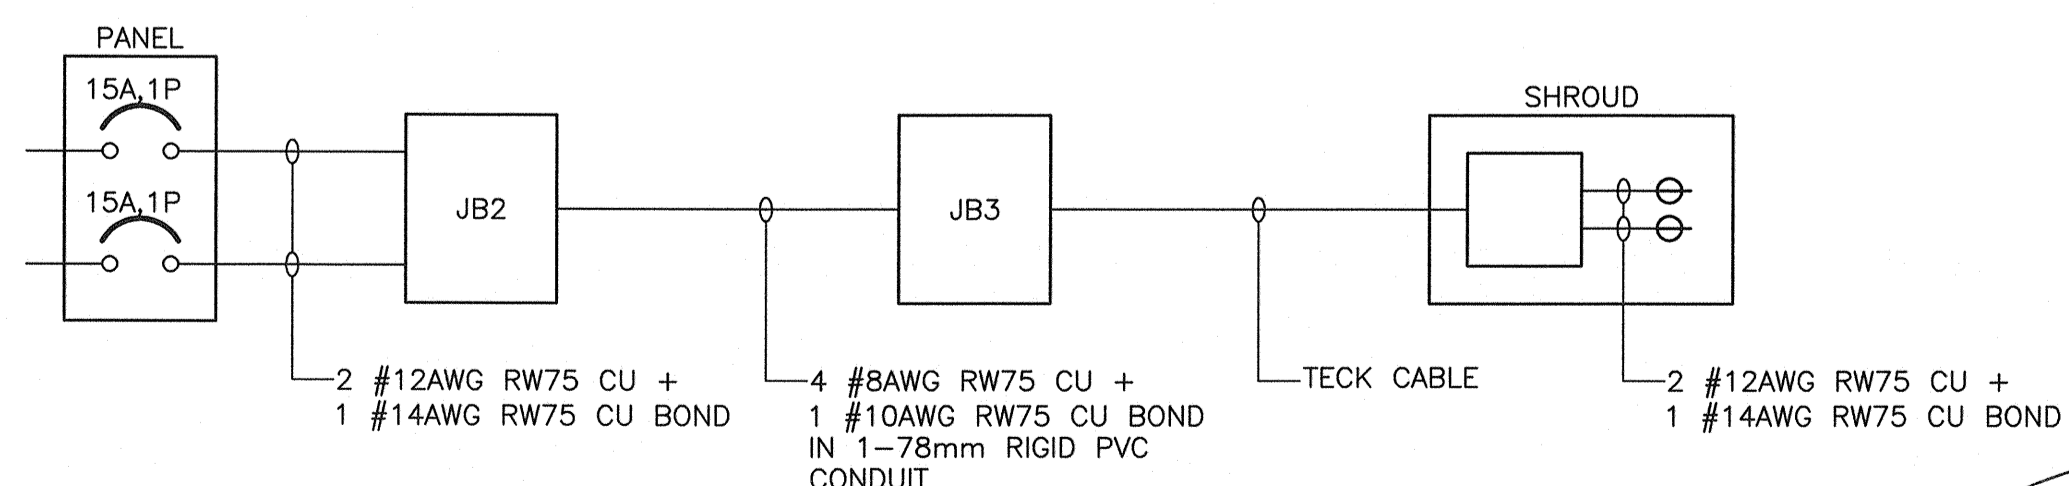 PANEL
15A,1P
15A,1P
JB2
JB3
SHROUD
2 #12AWG RW75 CU +
1 #14AWG RW75 CU BOND
4 #8AWG RW75 CU +
1 #10AWG RW75 CU BOND
IN 1-78mm RIGID PVC
CONDUIT
TECK CABLE
2 #12AWG RW75 CU +
1 #14AWG RW75 CU BOND